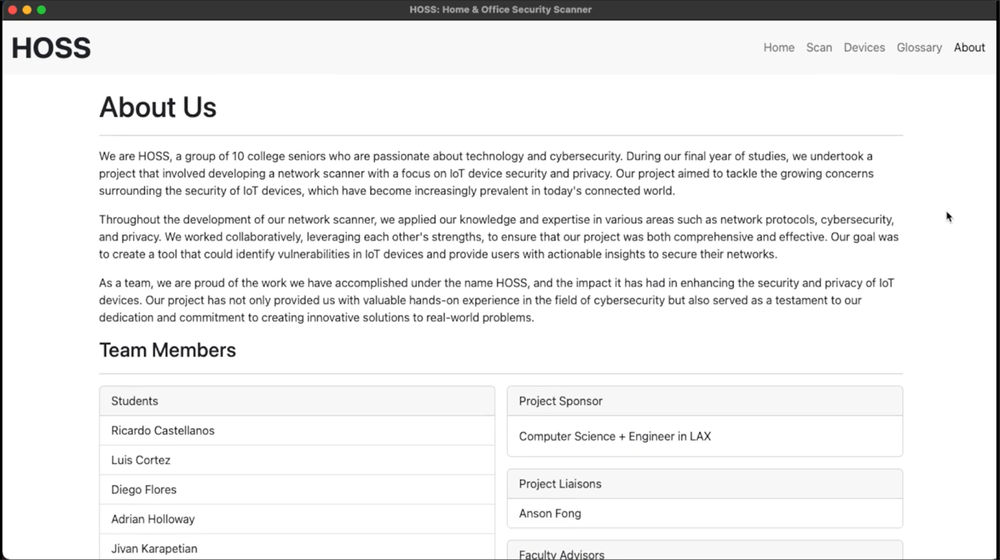 HOSS: Home & Office Security Scanner
HOSS
Home Scan Devices Glossary About
About Us
We are HOSS, a group of 10 college seniors who are passionate about technology and cybersecurity. During our final year of studies, we undertook a
project that involved developing a network scanner with a focus on IoT device security and privacy. Our project aimed to tackle the growing concerns
surrounding the security of IoT devices, which have become increasingly prevalent in today's connected world.
Throughout the development of our network scanner, we applied our knowledge and expertise in various areas such as network protocols, cybersecurity,
and privacy. We worked collaboratively, leveraging each other's strengths, to ensure that our project was both comprehensive and effective. Our goal was
to create a tool that could identify vulnerabilities in IoT devices and provide users with actionable insights to secure their networks.
As a team, we are proud of the work we have accomplished under the name HOSS, and the impact it has had in enhancing the security and privacy of IoT
devices. Our project has not only provided us with valuable hands-on experience in the field of cybersecurity but also served as a testament to our
dedication and commitment to creating innovative solutions to real-world problems.
Team Members
Students
Ricardo Castellanos
Luis Cortez
Diego Flores
Adrian Holloway
Jivan Karapetian
Project Sponsor
Computer Science + Engineer in LAX
Project Liaisons
Anson Fong
Faculty Advisors